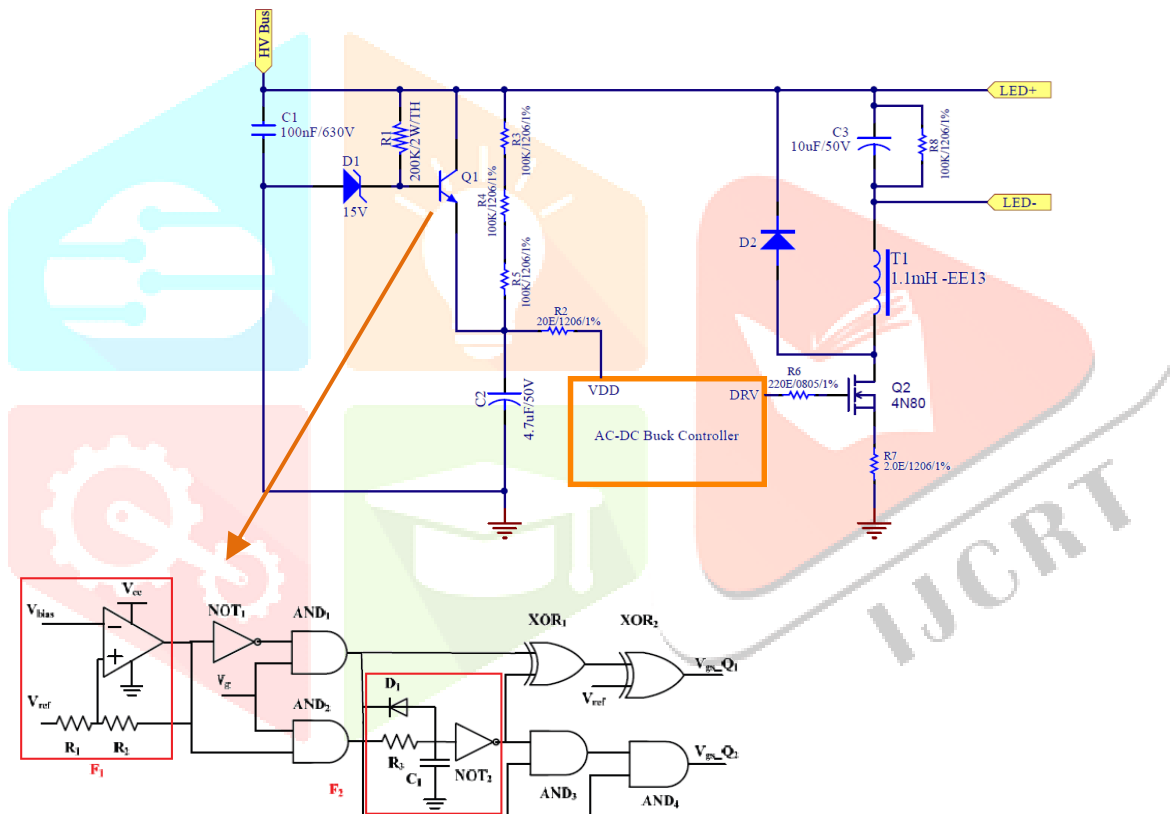 HV Bus
LED+
C1
100nF/630V
R1
200K/2W/TH
D1
15V
Q1
R3
100K/1206/1%
R4
100K/1206/1%
R5
100K/1206/1%
R2
20E/1206/1%
C2
4.7uF/50V
VDD
DRV
AC-DC Buck Controller
D2
C3
10uF/50V
R8
100K/1206/1%
LED-
T1
1.1mH -EE13
R6
220E/0805/1%
Q2
4N80
R7
2.0E/1206/1%
IJCRT
Vcc
Vbias
Vref
R1
R2
F1
NOT1
AND1
Vg
AND2
D1
R3
C1
NOT2
F2
XOR1
XOR2
Vref
Vgs_Q1
AND3
AND4
Vgs_Q2